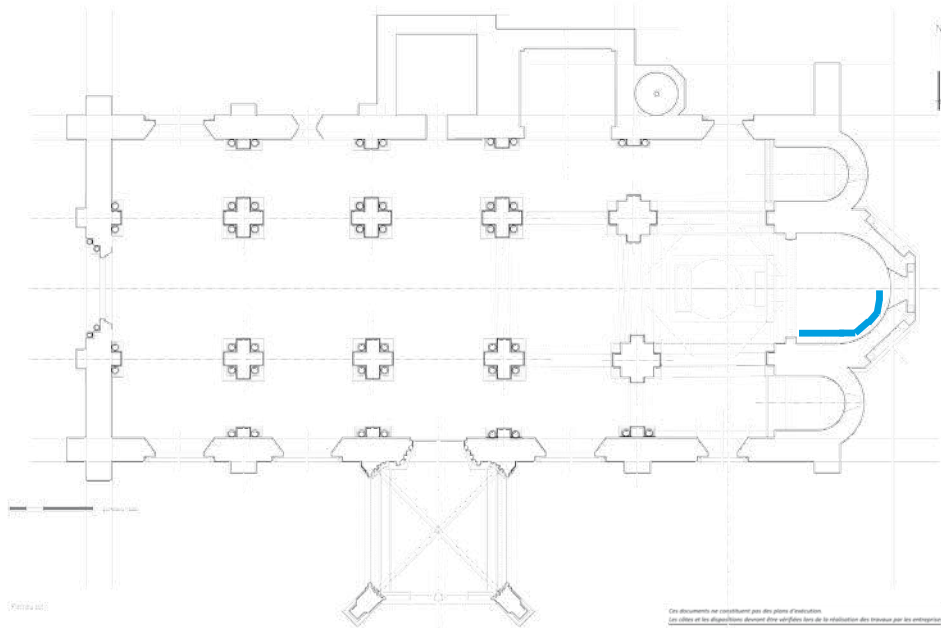 Ces documents ne constituent pas des plans d'exécution.
Les côtes et les dispositions devront être vérifiées lors de la réalisation des travaux par les entreprise